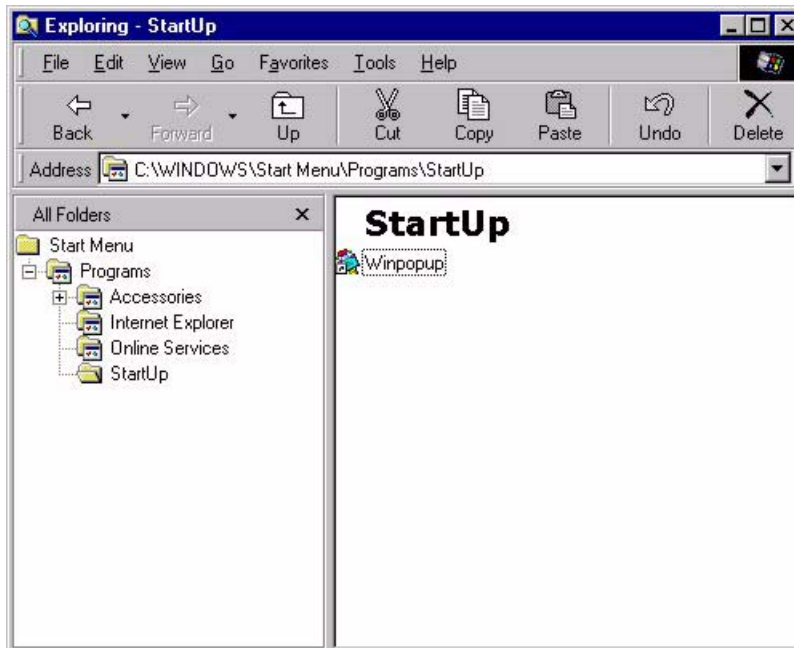 Exploring - StartUp
File Edit View Go Favorites Tools Help
Back Forward Up Cut Copy Paste Undo Delete
Address C:\WINDOWS\Start Menu\Programs\StartUp
All Folders
Start Menu
Programs
Accessories
Internet Explorer
Online Services
StartUp
StartUp
Winpopup